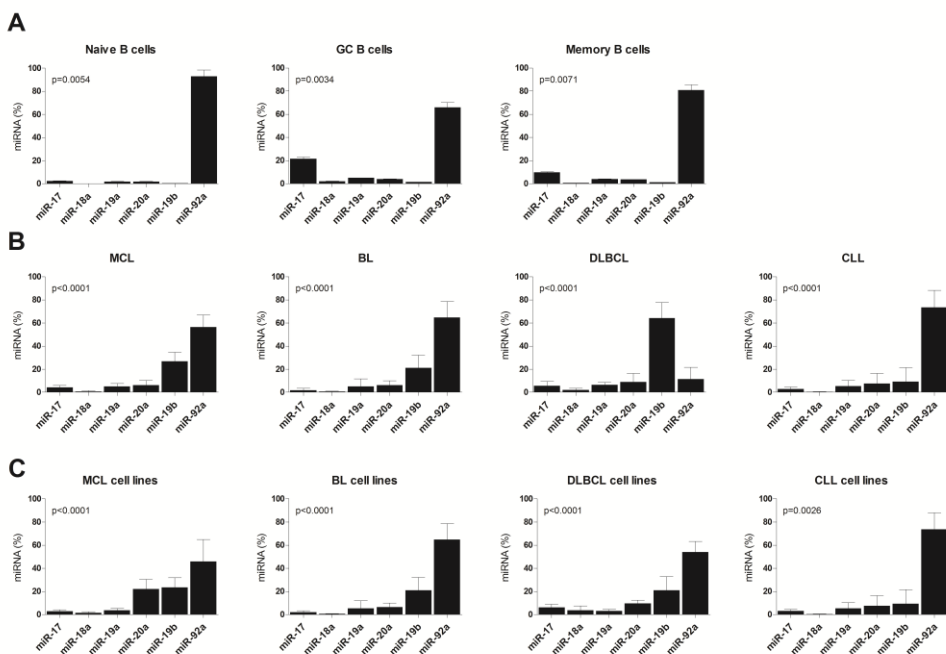 A
Naive B cells
GC B cells
Memory B cells
p=0.0054
p=0.0034
p=0.0071
miRNA (%)
100
80
60
40
20
0
miR-17
miR-18a
miR-19a
miR-20a
miR-19b
miR-92a
miRNA (%)
100
80
60
40
20
0
miR-17
miR-18a
miR-19a
miR-20a
miR-19b
miR-92a
miRNA (%)
100
80
60
40
20
0
miR-17
miR-18a
miR-19a
miR-20a
miR-19b
miR-92a
B
MCL
BL
DLBCL
CLL
p<0.0001
p<0.0001
p<0.0001
p<0.0001
miRNA (%)
100
80
60
40
20
0
miR-17
miR-18a
miR-19a
miR-20a
miR-19b
miR-92a
miRNA (%)
100
80
60
40
20
0
miR-17
miR-18a
miR-19a
miR-20a
miR-19b
miR-92a
miRNA (%)
100
80
60
40
20
0
miR-17
miR-18a
miR-19a
miR-20a
miR-19b
miR-92a
miRNA (%)
100
80
60
40
20
0
miR-17
miR-18a
miR-19a
miR-20a
miR-19b
miR-92a
C
MCL cell lines
BL cell lines
DLBCL cell lines
CLL cell lines
p<0.0001
p<0.0001
p<0.0001
p=0.0026
miRNA (%)
100
80
60
40
20
0
miR-17
miR-18a
miR-19a
miR-20a
miR-19b
miR-92a
miRNA (%)
100
80
60
40
20
0
miR-17
miR-18a
miR-19a
miR-20a
miR-19b
miR-92a
miRNA (%)
100
80
60
40
20
0
miR-17
miR-18a
miR-19a
miR-20a
miR-19b
miR-92a
miRNA (%)
100
80
60
40
20
0
miR-17
miR-18a
miR-19a
miR-20a
miR-19b
miR-92a